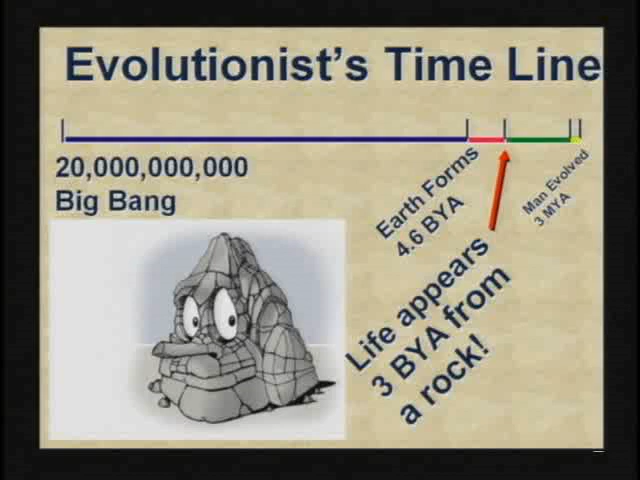 Evolutionist's Time Line
20,000,000,000
Big Bang
Earth Forms
4.6 BYA
Life appears
3 BYA from
a rock!
Man Evolved
3 MYA